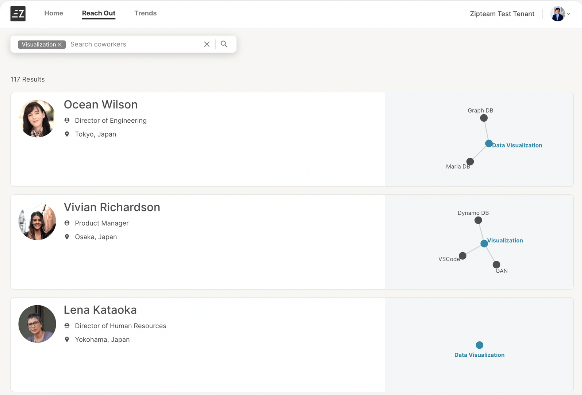 EZ
Home
Reach Out
Trends
Zipteam Test Tenant
Visualization ×
Search coworkers
117 Results
Ocean Wilson
Director of Engineering
Tokyo, Japan
Graph DB
Data Visualization
Maria DB
Vivian Richardson
Product Manager
Osaka, Japan
Dynamo Db
Visualization
VSCode
GAN
Lena Kataoka
Director of Human Resources
Yokohama, Japan
Data Visualization